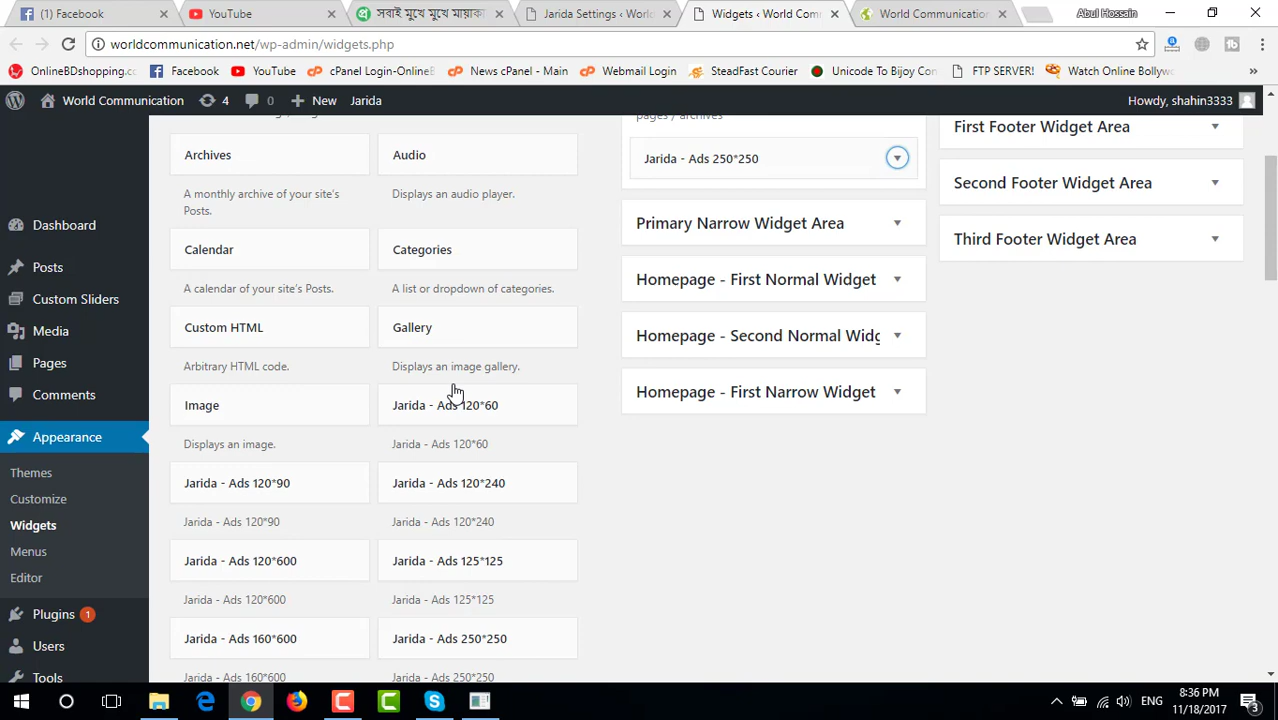 (1) Facebook
YouTube
সবাই মুখে মুখে মায়াকা
Jarida Settings ‹ World
Widgets ‹ World Comm
World Communication
Abul Hossain
worldcommunication.net/wp-admin/widgets.php
OnlineBDshopping.co
Facebook
YouTube
cPanel Login-OnlineB
News cPanel - Main
Webmail Login
SteadFast Courier
Unicode To Bijoy Con
FTP SERVER!
Watch Online Bollyw
World Communication
4
0
New
Jarida
Howdy, shahin3333
Dashboard
Posts
Custom Sliders
Media
Pages
Comments
Appearance
Themes
Customize
Widgets
Menus
Editor
Plugins 1
Users
Tools
Archives
Audio
A monthly archive of your site's Posts.
Displays an audio player.
Calendar
Categories
A calendar of your site's Posts.
A list or dropdown of categories.
Custom HTML
Gallery
Arbitrary HTML code.
Displays an image gallery.
Image
Jarida - Ads 120*60
Displays an image.
Jarida - Ads 120*60
Jarida - Ads 120*90
Jarida - Ads 120*240
Jarida - Ads 120*90
Jarida - Ads 120*240
Jarida - Ads 120*600
Jarida - Ads 125*125
Jarida - Ads 120*600
Jarida - Ads 125*125
Jarida - Ads 160*600
Jarida - Ads 250*250
Jarida - Ads 160*600
Jarida - Ads 250*250
pages / archives
Jarida - Ads 250*250
Primary Narrow Widget Area
Homepage - First Normal Widget
Homepage - Second Normal Widg
Homepage - First Narrow Widget
First Footer Widget Area
Second Footer Widget Area
Third Footer Widget Area
ENG
8:36 PM
11/18/2017
3